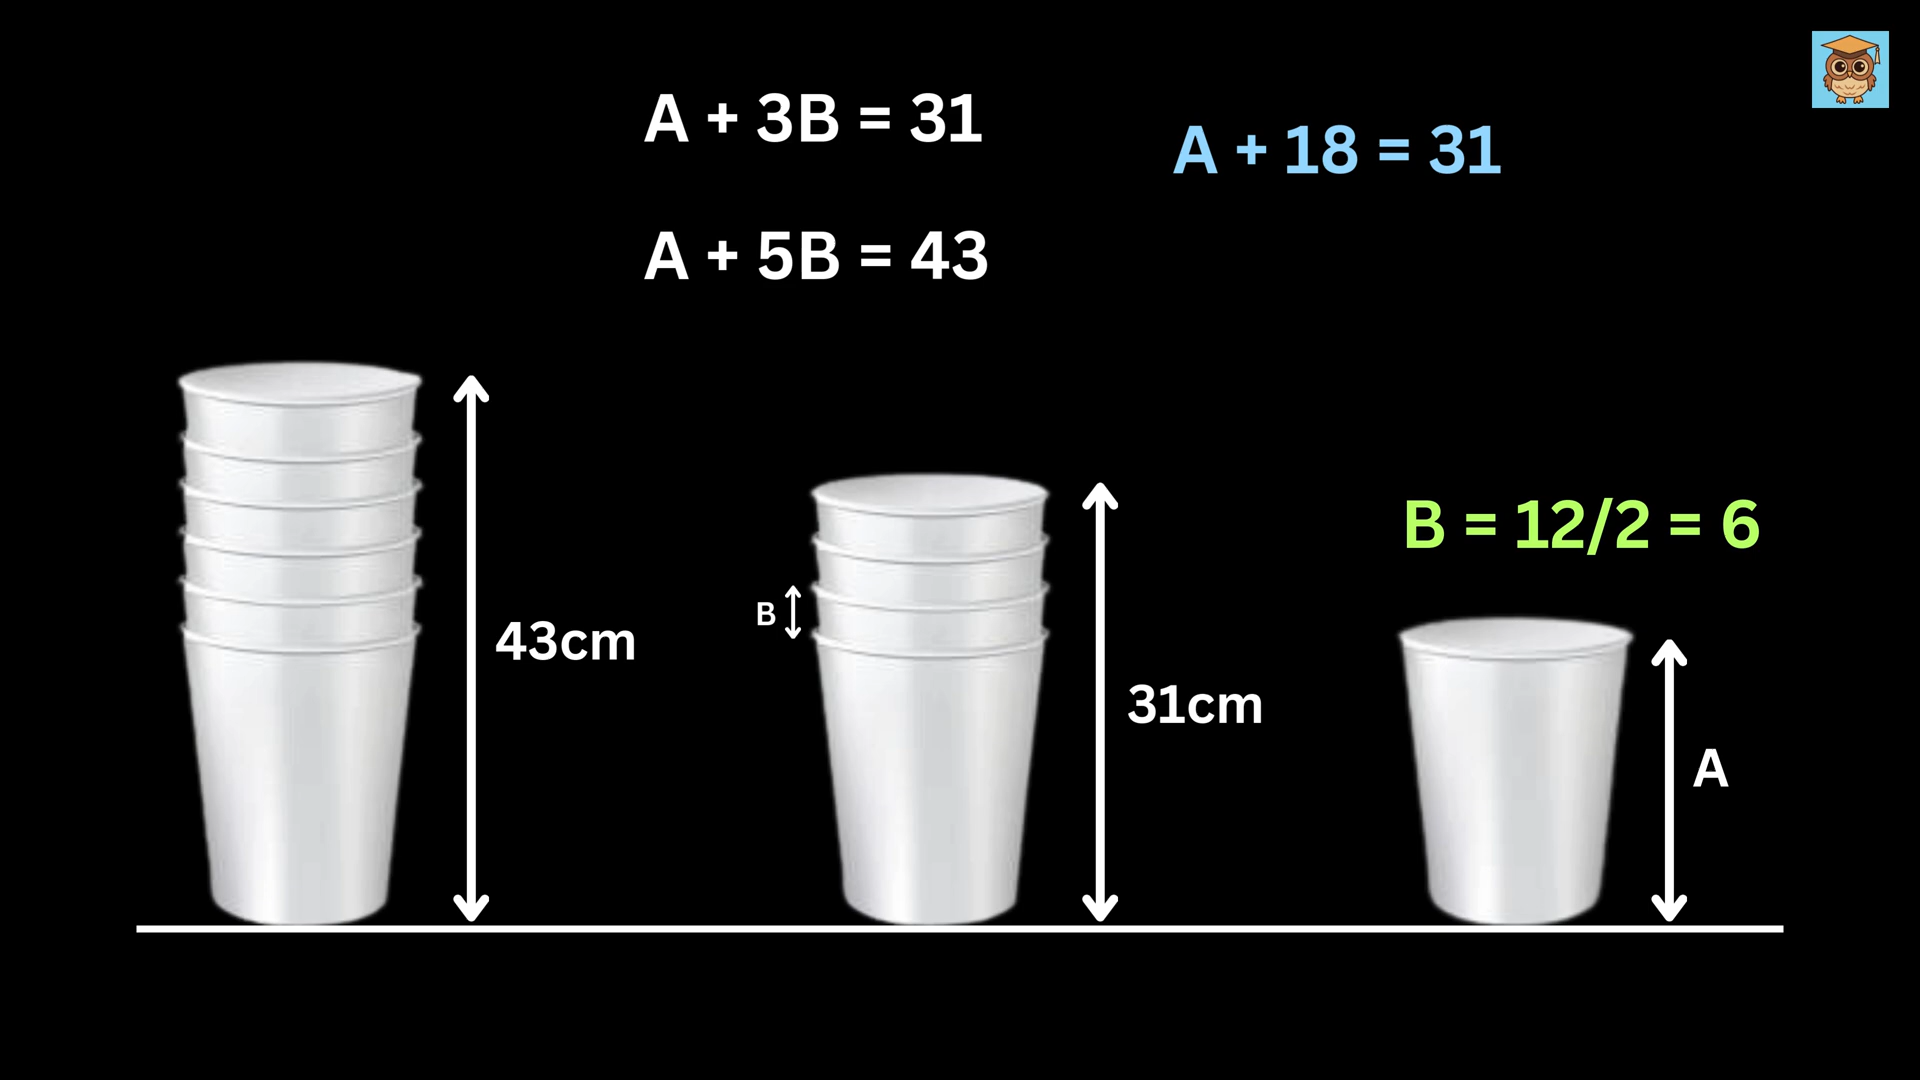 A + 3B = 31
A + 18 = 31
A + 5B = 43
B = 12/2 = 6
B
43cm
31cm
A